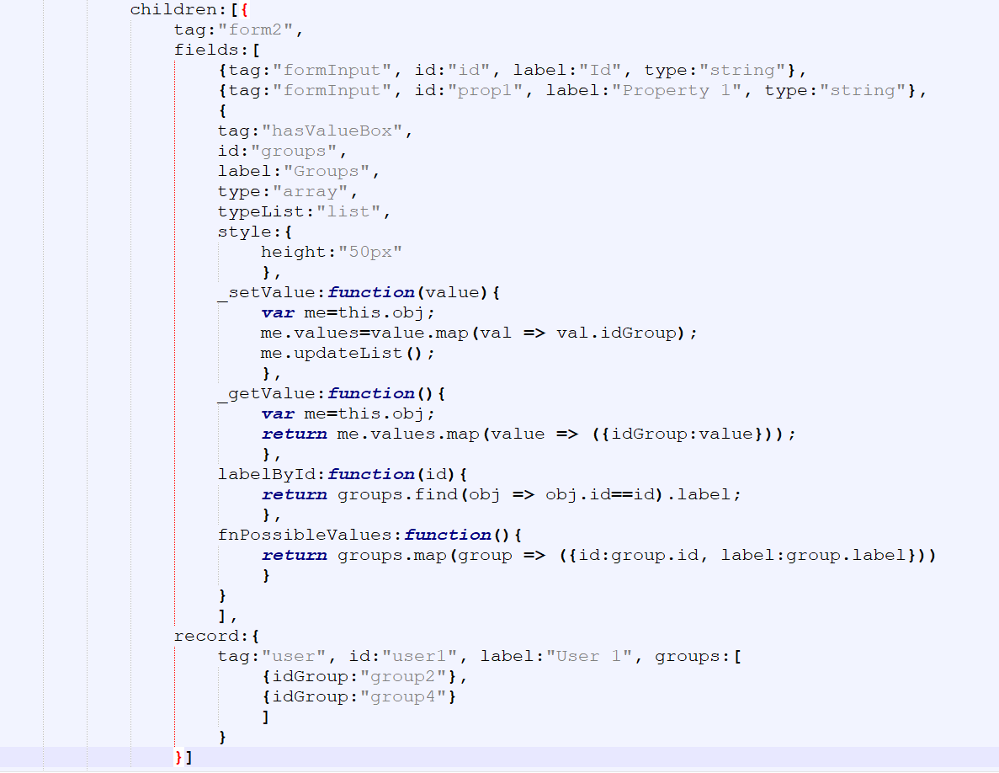 children:[{
tag:"form2",
fields:[
{tag:"formInput", id:"id", label:"Id", type:"string"},
{tag:"formInput", id:"prop1", label:"Property 1", type:"string"},
{
tag:"hasValueBox",
id:"groups",
label:"Groups",
type:"array",
typeList:"list",
style:{
height:"50px"
},
_setValue:function(value){
var me=this.obj;
me.values=value.map(val => val.idGroup);
me.updateList();
},
_getValue:function(){
var me=this.obj;
return me.values.map(value => ({idGroup:value}));
},
labelById:function(id){
return groups.find(obj => obj.id==id).label;
},
fnPossibleValues:function(){
return groups.map(group => ({id:group.id, label:group.label}))
}
}
],
record:{
tag:"user", id:"user1", label:"User 1", groups:[
{idGroup:"group2"},
{idGroup:"group4"}
]
}
}]